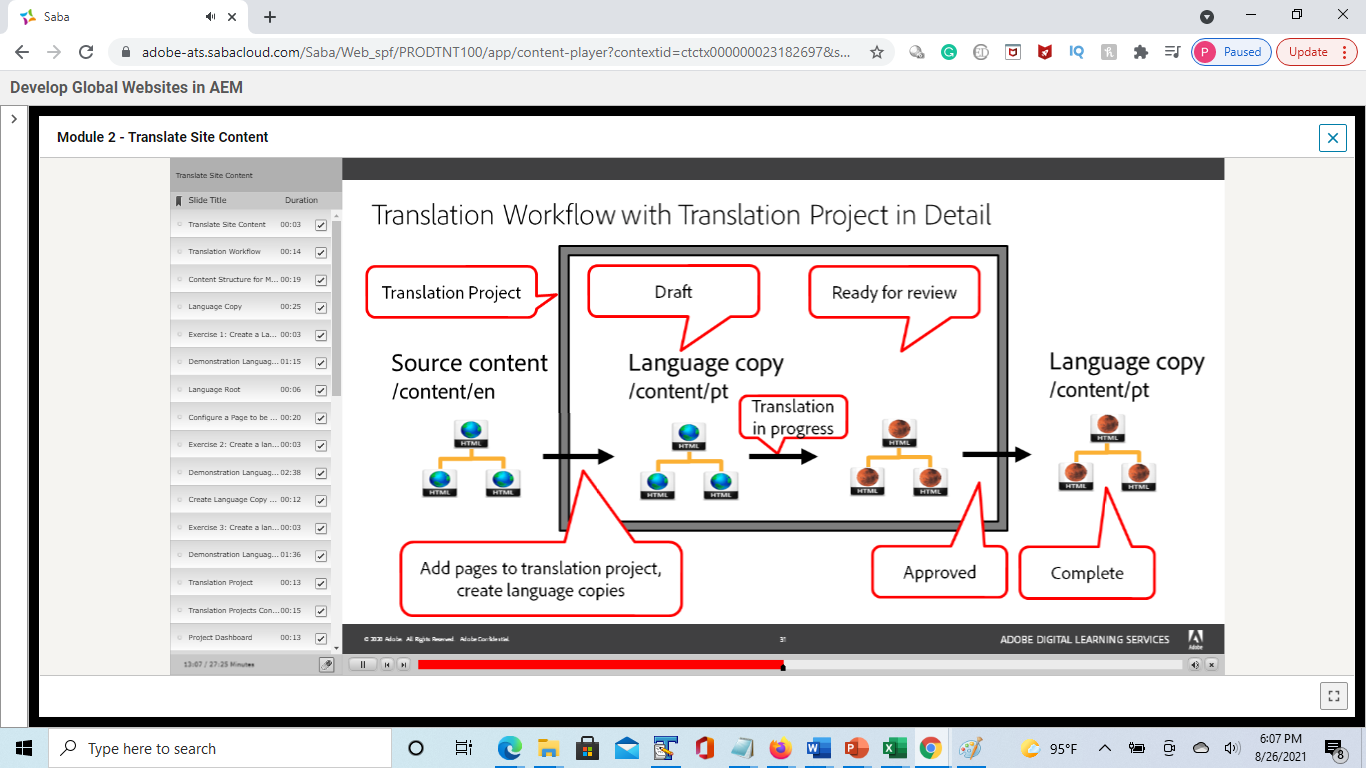 Saba
adobe-ats.sabacloud.com/Saba/Web_spf/PRODTNT100/app/content-player?contextid=ctctx0000000023182697&s...
Paused
Update
Develop Global Websites in AEM
Module 2 - Translate Site Content
Translate Site Content
Slide Title Duration
Translate Site Content 00:03
Translation Workflow 00:14
Content Structure for M... 00:19
Language Copy 00:25
Exercise 1: Create a La... 00:03
Demonstration Languag... 01:15
Language Root 00:06
Configure a Page to be ... 00:20
Exercise 2: Create a lan... 00:03
Demonstration Languag... 02:38
Create Language Copy ... 00:12
Exercise 3: Create a lan... 00:03
Demonstration Languag... 01:36
Translation Project 00:13
Translation Projects Con... 00:15
Project Dashboard 00:13
13:07 / 27:25 Minutes
Translation Workflow with Translation Project in Detail
Translation Project
Draft
Ready for review
Source content
/content/en
Language copy
/content/pt
Language copy
/content/pt
Translation
in progress
HTML
HTML
HTML
HTML
HTML
HTML
HTML
HTML
HTML
HTML
HTML
HTML
Add pages to translation project,
create language copies
Approved
Complete
© 2020 Adobe. All Rights Reserved. Adobe Confidential.
31
ADOBE DIGITAL LEARNING SERVICES
Adobe
Type here to search
95°F
6:07 PM
8/26/2021
8